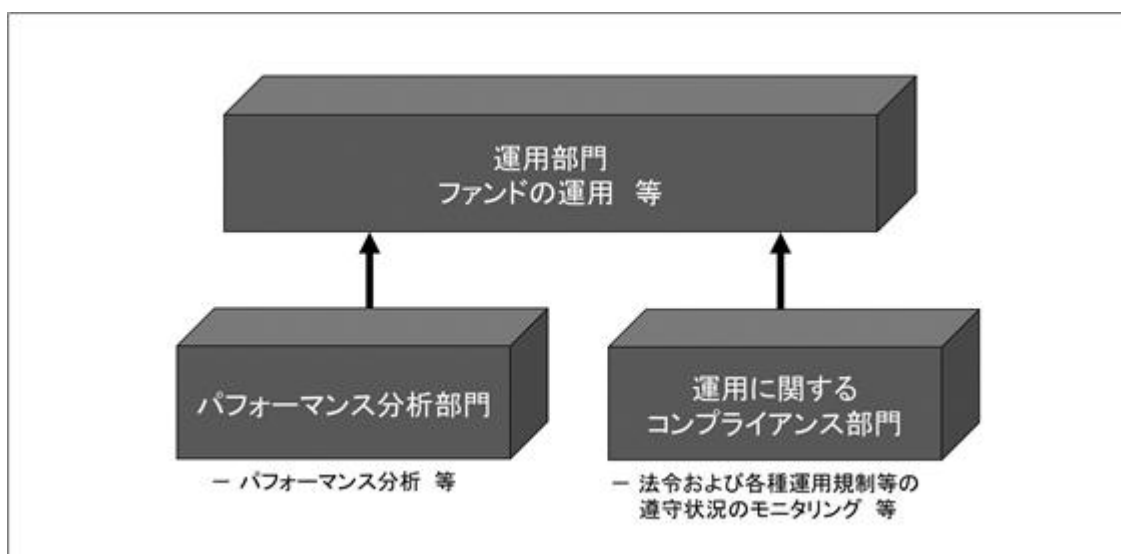 運用部門
ファンドの運用 等
パフォーマンス分析部門
運用に関する
コンプライアンス部門
－ パフォーマンス分析 等
－ 法令および各種運用規制等の
遵守状況のモニタリング 等